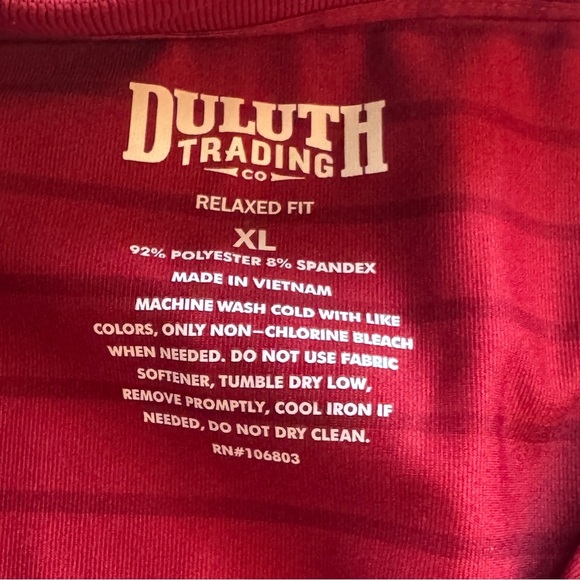 DULUTH
TRADING
CO
RELAXED FIT
XL
92% POLYESTER 8% SPANDEX
MADE IN VIETNAM
MACHINE WASH COLD WITH LIKE
COLORS, ONLY NON–CHLORINE BLEACH
WHEN NEEDED. DO NOT USE FABRIC
SOFTENER, TUMBLE DRY LOW,
REMOVE PROMPTLY, COOL IRON IF
NEEDED, DO NOT DRY CLEAN.
RN#106803